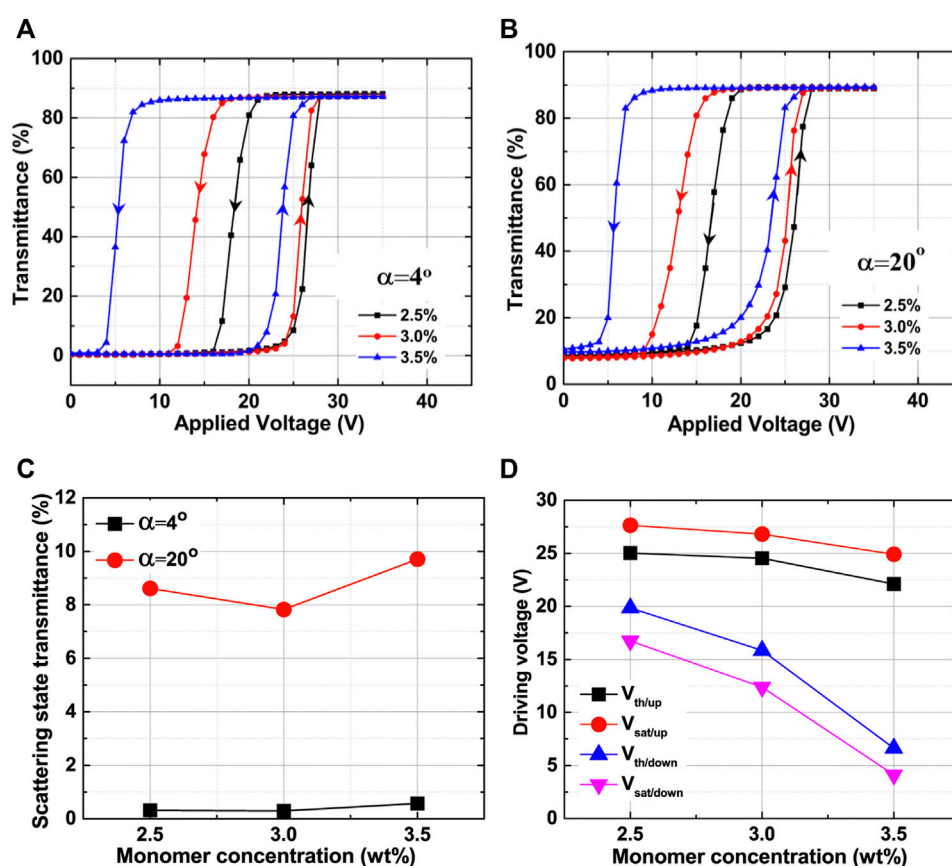 A
Transmittance (%)
100
80
60
40
20
0
α=4°
2.5%
3.0%
3.5%
0 10 20 30 40
Applied Voltage (V)
B
Transmittance (%)
100
80
60
40
20
0
α=20°
2.5%
3.0%
3.5%
0 10 20 30 40
Applied Voltage (V)
C
Scattering state transmittance (%)
12
10
8
6
4
2
0
α=4°
α=20°
2.5 3.0 3.5
Monomer concentration (wt%)
D
Driving voltage (V)
30
25
20
15
10
5
0
Vth/up
Vsat/up
Vth/down
Vsat/down
2.5 3.0 3.5
Monomer concentration (wt%)